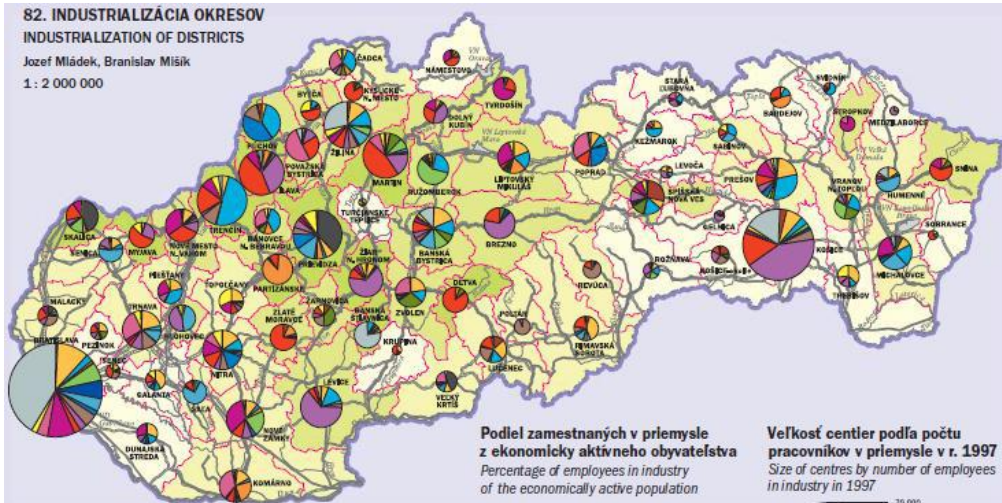 82. INDUSTRIALIZÁCIA OKRESOV
INDUSTRIALIZATION OF DISTRICTS
Jozef Mládek, Branislav Mišík
1 : 2 000 000
ČADCA
NÁMESTOVO
KYSUCKÉ
N. MESTO
BYTČA
TVRDOŠÍN
DOLNÝ
KUBÍN
STARÁ
ĽUBOVŇA
BARDEJOV
SVIDNÍK
STROPKOV
MEDZILABORCE
PÚCHOV
POVAŽSKÁ
BYSTRICA
ŽILINA
ILAVA
MARTIN
RUŽOMBEROK
LIPTOVSKÝ
MIKULÁŠ
POPRAD
KEŽMAROK
SABINOV
LEVOČA
PREŠOV
VRANOV
N. TOPĽOU
HUMENNÉ
SNINA
SPIŠSKÁ
NOVÁ VES
GELNICA
SOBRANCE
TRENČÍN
TURČIANSKE
TEPLICE
SKALICA
SENICA
MYJAVA
NOVÉ MESTO
N. VÁHOM
BÁNOVCE
N. BEBRAVOU
PRIEVIDZA
ŽIAR
N. HRONOM
BANSKÁ
BYSTRICA
BREZNO
ROŽŇAVA
KOŠICE
MICHALOVCE
TREBIŠOV
PIEŠŤANY
TOPOĽČANY
PARTIZÁNSKE
ŽARNOVICA
DETVA
REVÚCA
MALACKY
TRNAVA
HLOHOVEC
ZLATÉ
MORAVCE
BANSKÁ
ŠTIAVNICA
ZVOLEN
POLTÁR
PEZINOK
KRUPINA
RIMAVSKÁ
SOBOTA
LUČENEC
BRATISLAVA
SENEC
GALANTA
ŠAĽA
NITRA
LEVICE
VEĽKÝ
KRTÍŠ
DUNAJSKÁ
STREDA
NOVÉ
ZÁMKY
KOMÁRNO
Podiel zamestnaných v priemysle
z ekonomicky aktívneho obyvateľstva
Percentage of employees in industry
of the economically active population
Veľkosť centier podľa počtu
pracovníkov v priemysle v r. 1997
Size of centres by number of employees
in industry in 1997